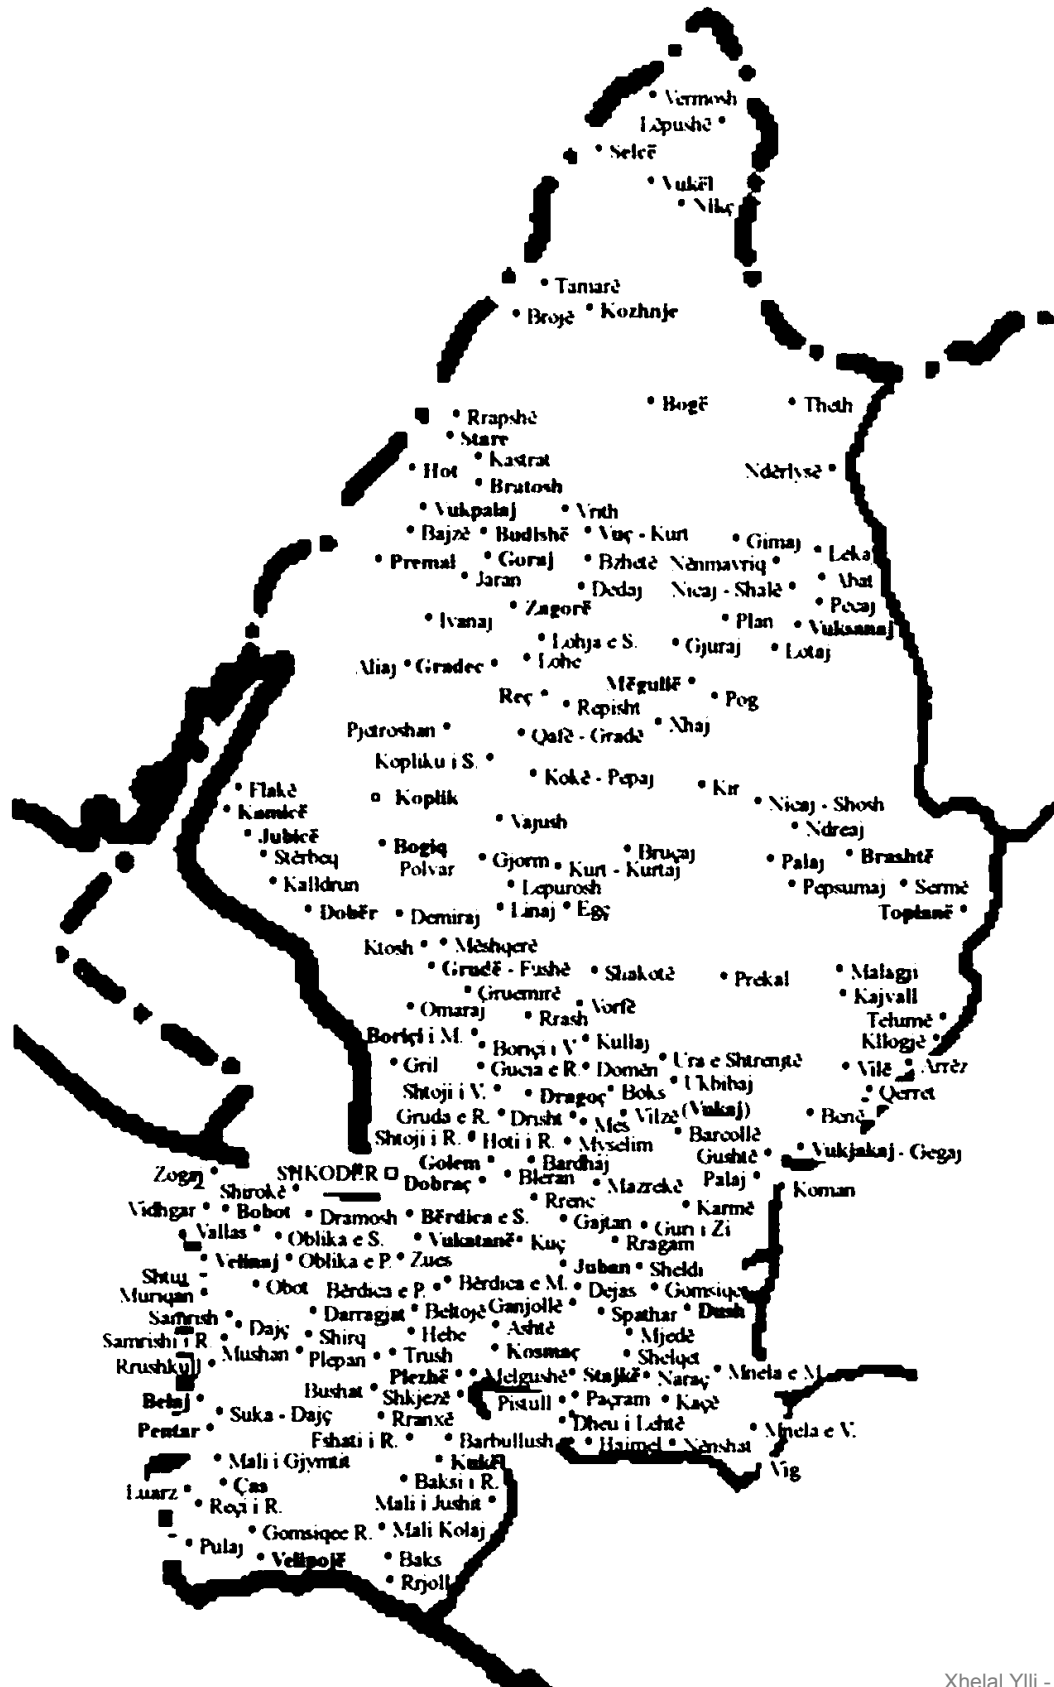 Vermosh
Lëpushë
Selcë
Vukël
Nikç
Tamarë
Brojë
Kozhnje
Bogë
Theth
Rrapshë
Stare
Kastrat
Hot
Ndërlysë
Bratosh
Vukpalaj
Vrith
Bajzë
Budishë
Vuç - Kurt
Gimaj
Leka
Premal
Goraj
Bzhetë
Nënmavriq
Jaran
Dedaj
Nicaj - Shalë
Abat
Zagorë
Pecaj
Ivanaj
Plan
Vuksanaj
Lohja e S.
Gjuraj
Lotaj
Aliaj
Gradec
Lohe
Mëgullë
Reç
Repisht
Pog
Pjetroshan
Qafë - Gradë
Xhaj
Kopliku i S.
Kokë - Pepaj
Flakë
Koplik
Kir
Nicaj - Shosh
Kamicë
Vajush
Ndreaj
Jubicë
Bogiq
Bruçaj
Brashtë
Stërbeq
Polvar
Gjorm
Kurt - Kurtaj
Palaj
Kalldrun
Lepurosh
Pepsumaj
Sermë
Dobër
Demiraj
Linaj
Egç
Toplanë
Ktosh
Mëshqerë
Grudë - Fushë
Shakotë
Prekal
Malagji
Gruemirë
Kajvall
Omaraj
Vorfë
Rrash
Telumë
Boriçi i M.
Boriçi i V
Kullaj
Kllogjë
Gril
Gucia e R.
Domën
Ura e Shtrenjtë
Vilë
Arrëz
Shtoji i V.
Dragoç
Boks
Ukbibaj
Qerret
Gruda e R.
Drisht
Mes
Vilzë
(Vukaj)
Benë
Shtoji i R.
Hoti i R.
Myselim
Barcollë
Golem
Bardhaj
Gushtë
Vukjakaj - Gegaj
Zogaj
SHKODËR
Dobraç
Bleran
Mazrekë
Palaj
Koman
Shirokë
Rrenc
Karmë
Vidhgar
Bobot
Dramosh
Bërdica e S.
Gajtan
Guri i Zi
Vallas
Oblika e S.
Vukatanë
Kuç
Rragam
Velinaj
Oblika e P.
Zues
Juban
Sheldi
Shtuj
Muriqan
Obot
Bërdica e P.
Bërdica e M.
Dejas
Gomsiqe
Samrish
Darragjat
Beltojë
Ganjollë
Spathar
Dush
Dajç
Shirq
Hebe
Ashtë
Mjedë
Samrishi i R.
Mushan
Plepan
Trush
Kosmaç
Shelqet
Rrushkull
Plezhë
Melgushë
Stajkë
Naraç
Mnela e M.
Belaj
Bushat
Shkjezë
Pistull
Paçram
Kaçë
Suka - Dajç
Rranxë
Dheu i Lehtë
Pentar
Fshati i R.
Barbullush
Hajmel
Nënshat
Mnela e V.
Mali i Gjymtit
Kukël
Vig
Luarz
Ças
Baksi i R.
Reçi i R.
Mali i Jushit
Gomsiqee R.
Mali Kolaj
Pulaj
Velipojë
Baks
Rrjoll
Xhelal Ylli -